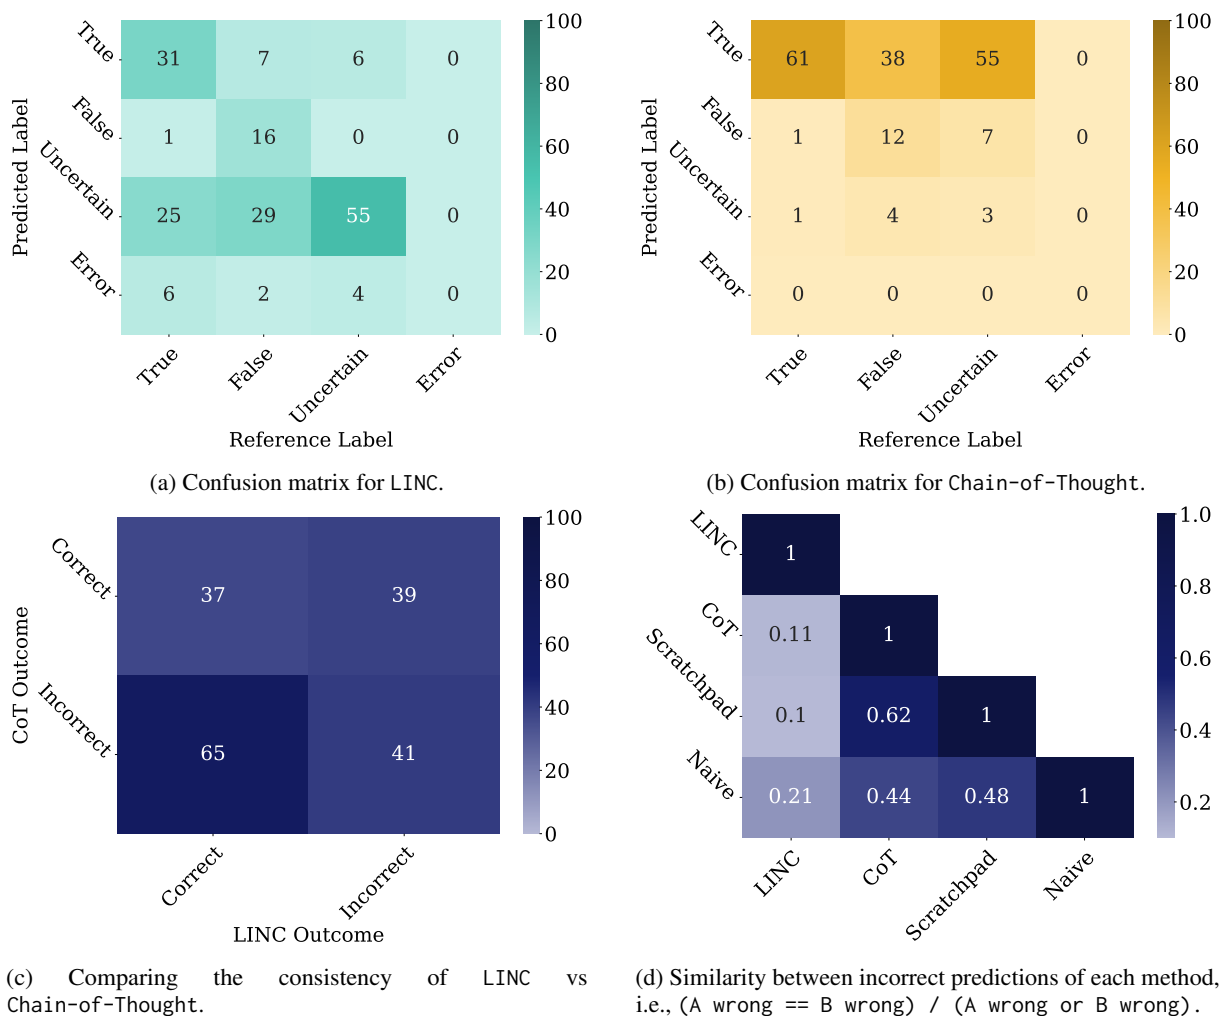 True
False
Uncertain
Error
Predicted Label
31 7 6 0
1 16 0 0
25 29 55 0
6 2 4 0
True False Uncertain Error
Reference Label
100
80
60
40
20
0
(a) Confusion matrix for LINC.
True
False
Uncertain
Error
Predicted Label
61 38 55 0
1 12 7 0
1 4 3 0
0 0 0 0
True False Uncertain Error
Reference Label
100
80
60
40
20
0
(b) Confusion matrix for Chain-of-Thought.
Correct
Incorrect
CoT Outcome
37 39
65 41
Correct Incorrect
LINC Outcome
100
80
60
40
20
0
(c) Comparing the consistency of LINC vs
Chain-of-Thought.
LINC
CoT
Scratchpad
Naive
1
0.11 1
0.1 0.62 1
0.21 0.44 0.48 1
LINC CoT Scratchpad Naive
1.0
0.8
0.6
0.4
0.2
(d) Similarity between incorrect predictions of each method,
i.e., (A wrong == B wrong) / (A wrong or B wrong).